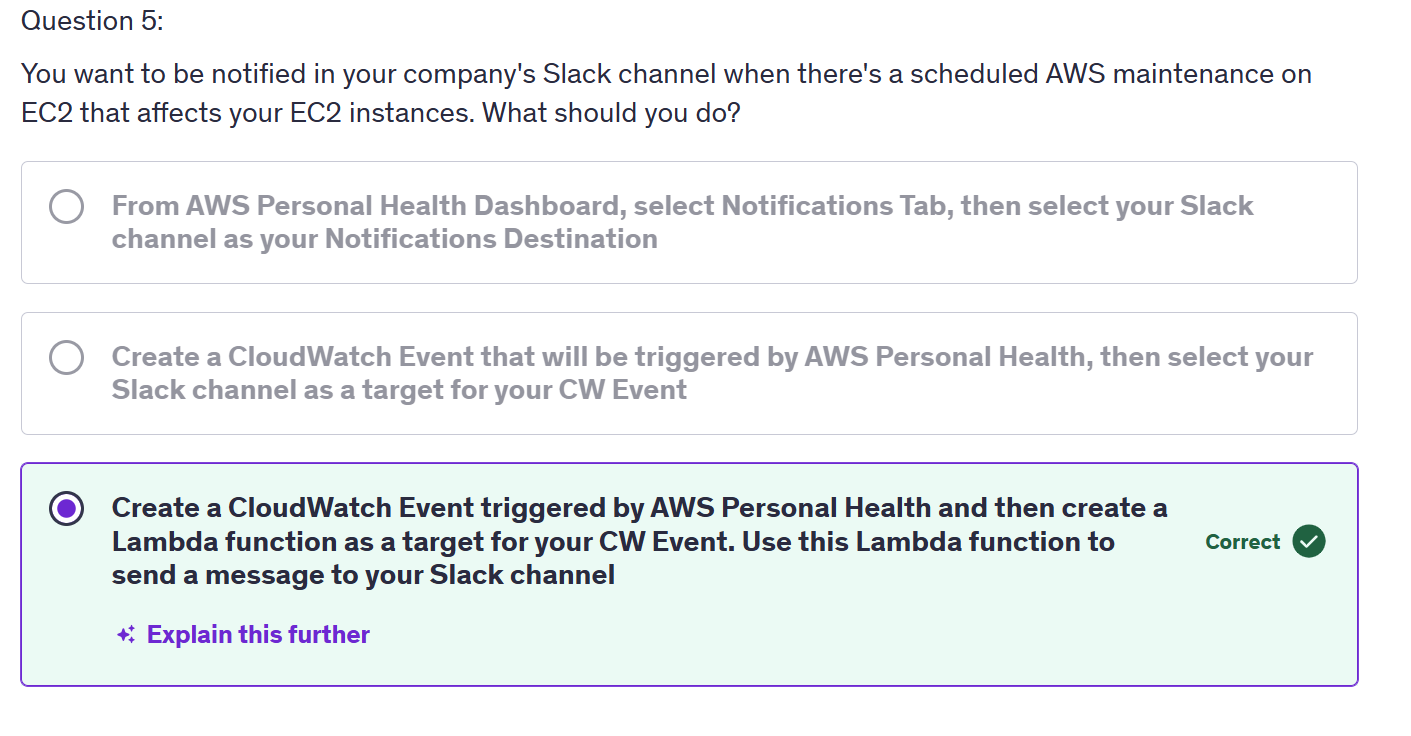 Question 5:
You want to be notified in your company's Slack channel when there's a scheduled AWS maintenance on
EC2 that affects your EC2 instances. What should you do?
From AWS Personal Health Dashboard, select Notifications Tab, then select your Slack
channel as your Notifications Destination
Create a CloudWatch Event that will be triggered by AWS Personal Health, then select your
Slack channel as a target for your CW Event
Create a CloudWatch Event triggered by AWS Personal Health and then create a
Lambda function as a target for your CW Event. Use this Lambda function to
send a message to your Slack channel
Correct
Explain this further